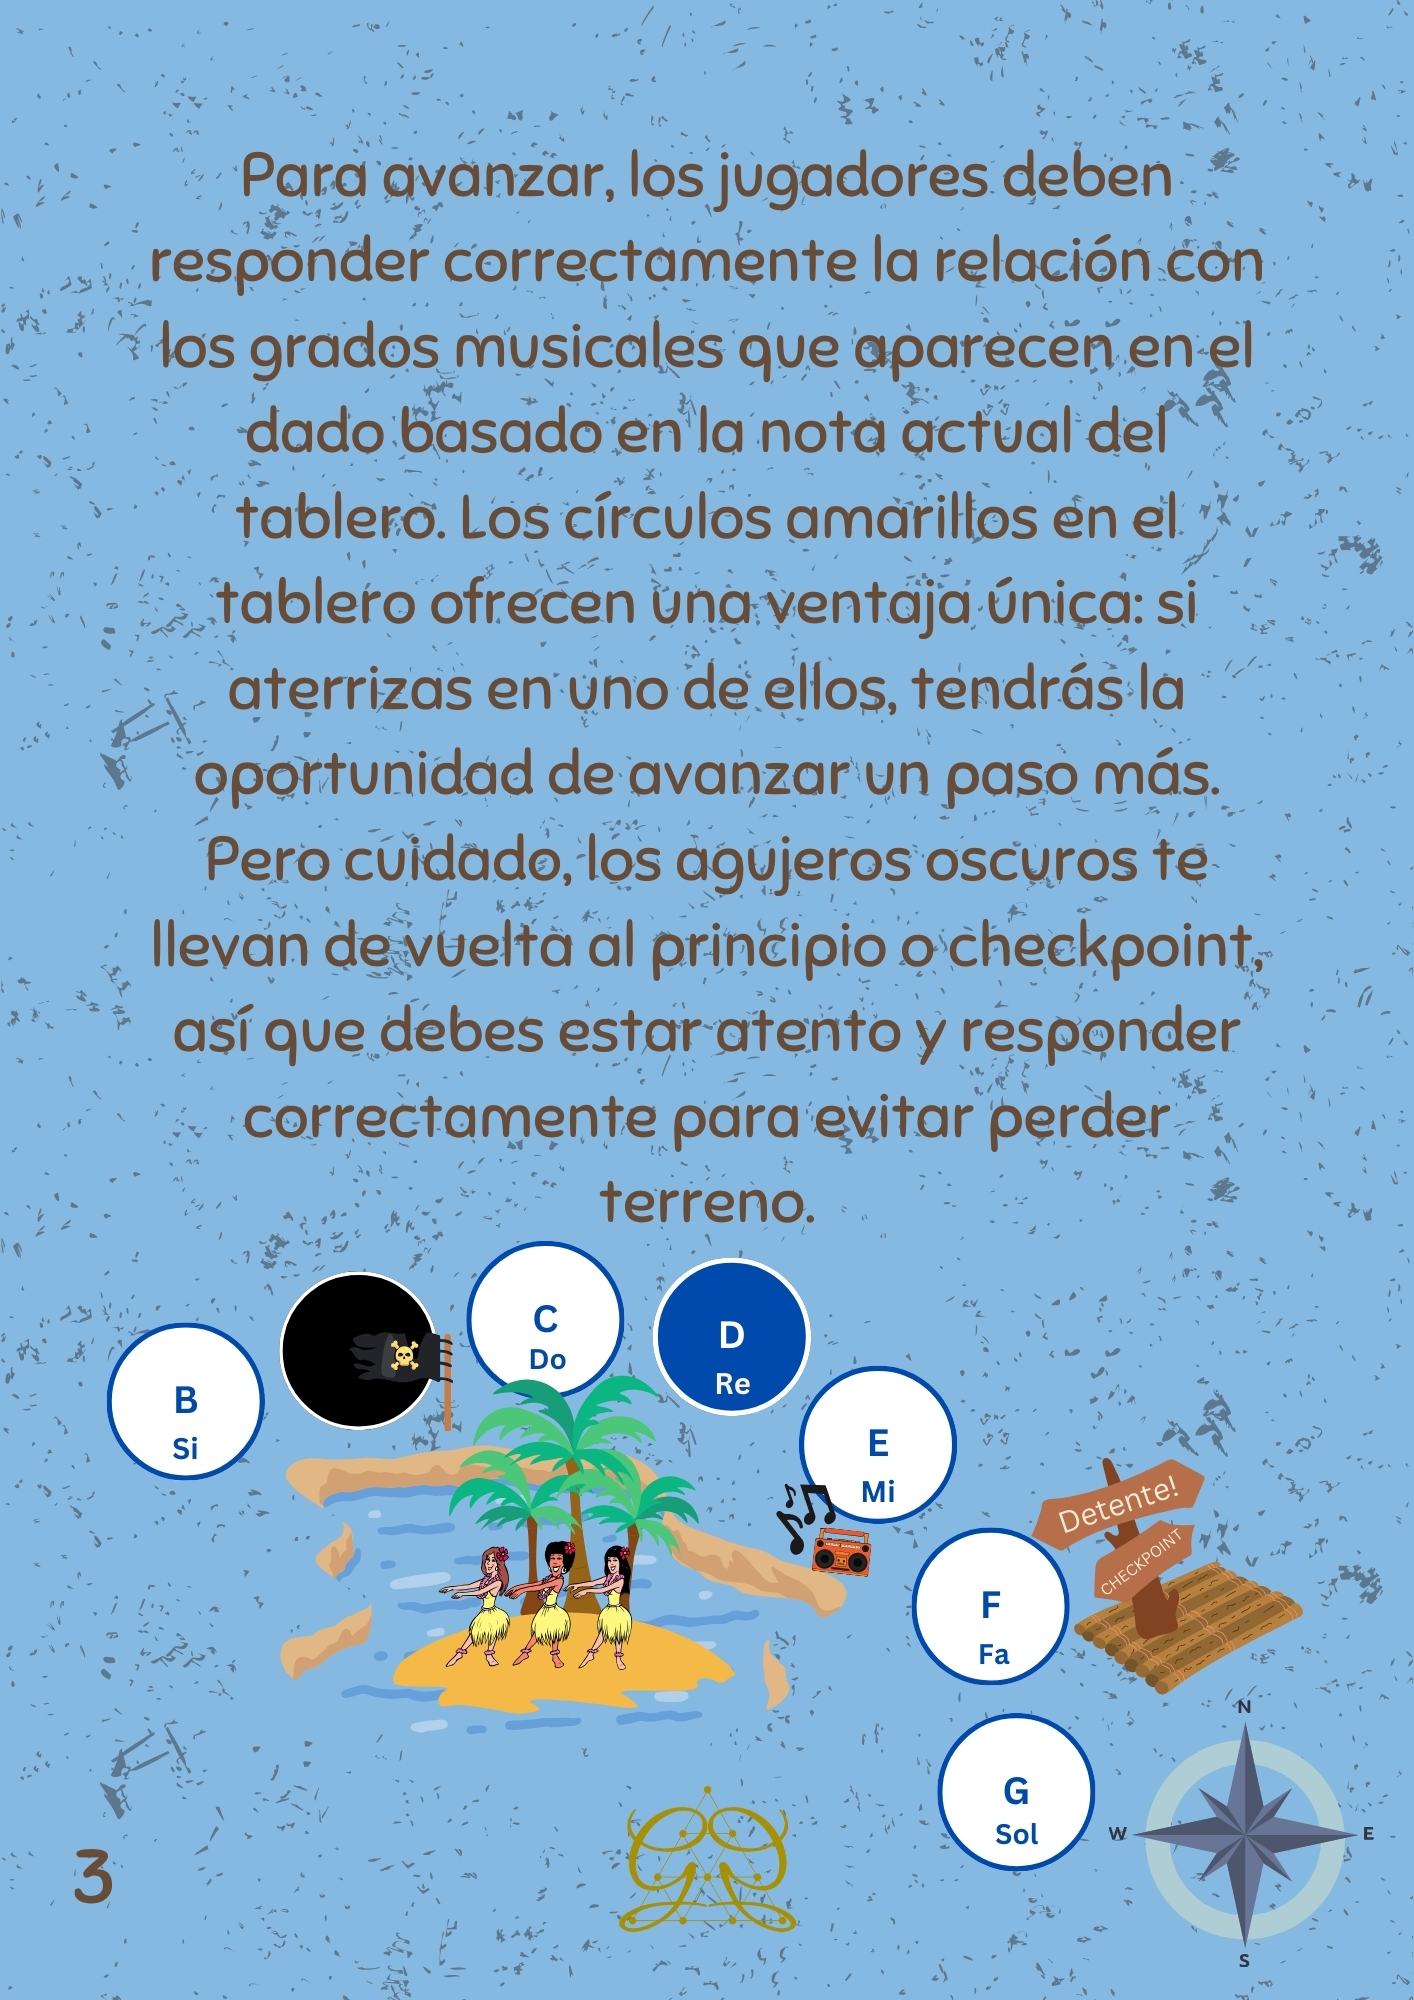 Para avanzar, los jugadores deben
responder correctamente la relación con
los grados musicales que aparecen en el
dado basado en la nota actual del
tablero. Los círculos amarillos en el
tablero ofrecen una ventaja única: si
aterrizas en uno de ellos, tendrás la
oportunidad de avanzar un paso más.
Pero cuidado, los agujeros oscuros te
llevan de vuelta al principio o checkpoint,
así que debes estar atento y responder
correctamente para evitar perder
terreno.
C
Do
D
Re
B
Si
E
Mi
Detente!
CHECKPOINT
F
Fa
G
Sol
N
W
E
S
3